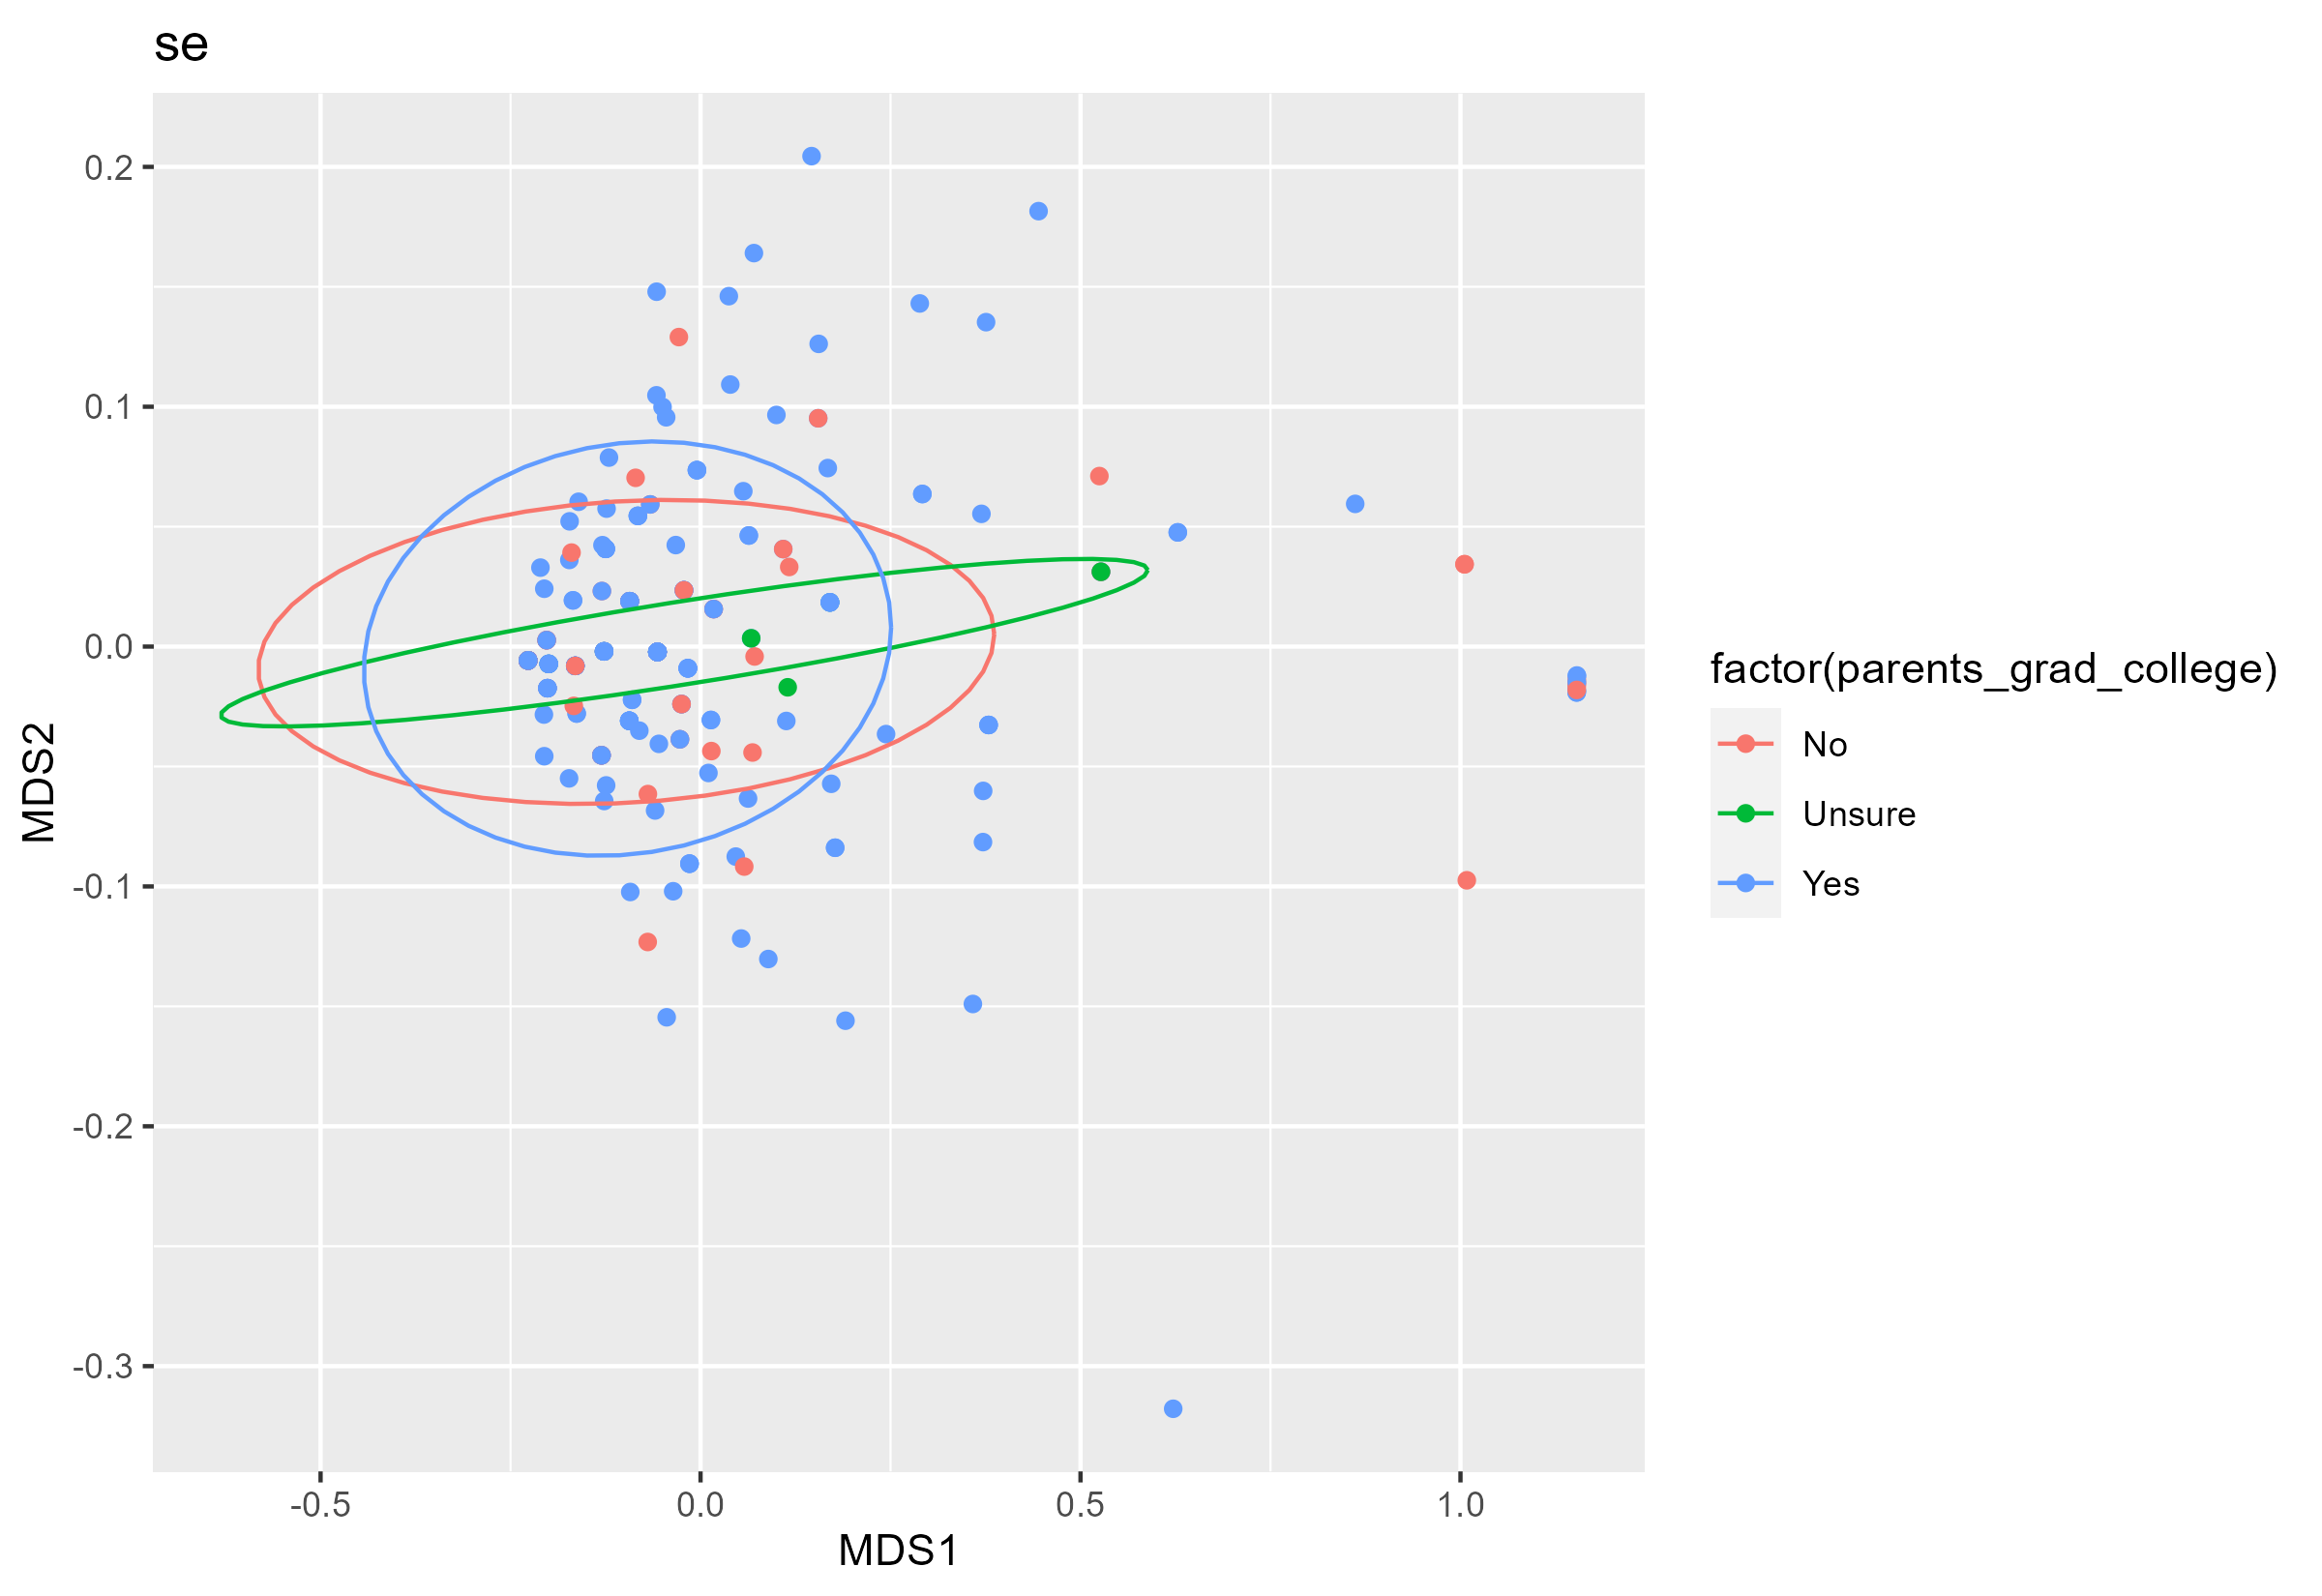 se
0.2
0.1
0.0
-0.1
-0.2
-0.3
MDS2
-0.5 0.0 0.5 1.0
MDS1
factor(parents_grad_college)
No
Unsure
Yes